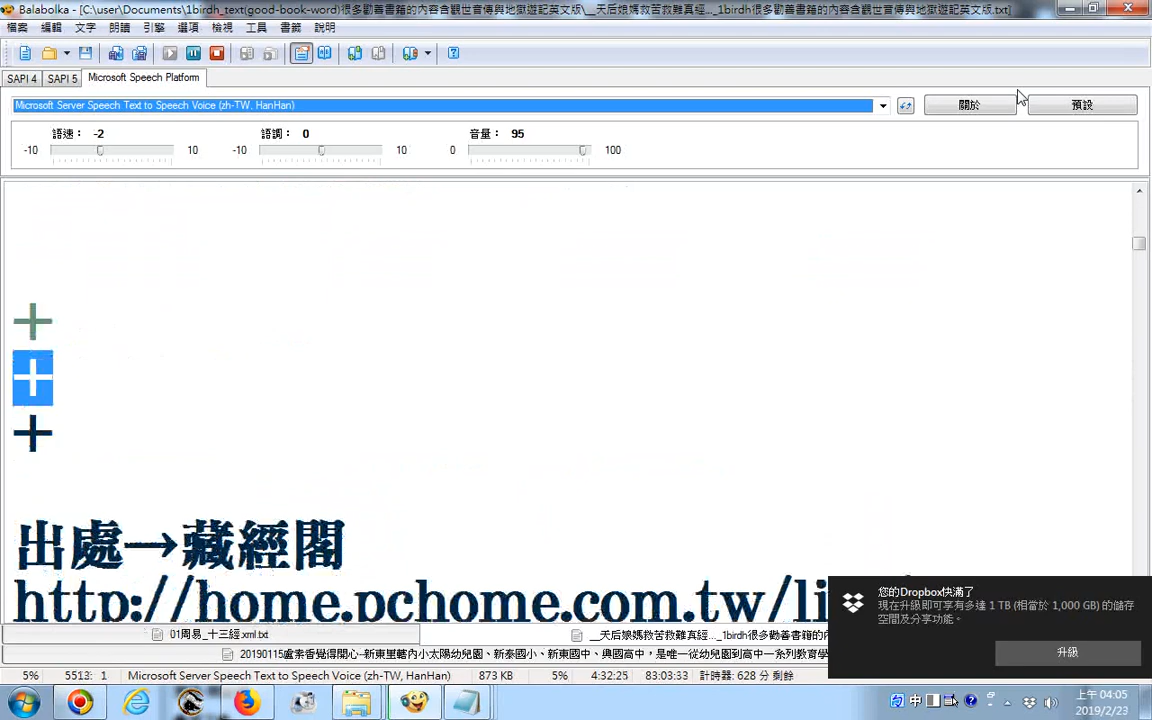 Balabolka - [C:\user\Documents\1birdh_text(good-book-word)很多勸善書籍的內容含觀世音傳與地獄遊記英文版\__天后娘媽救苦救難真經..._1birdh很多勸善書籍的內容含觀世音傳與地獄遊記英文版.txt]
檔案 編輯 文字 朗讀 引擎 選項 檢視 工具 書籤 說明
SAPI 4 SAPI 5 Microsoft Speech Platform
Microsoft Server Speech Text to Speech Voice (zh-TW, HanHan) 關於 預設
語速： -2 語調： 0 音量： 95
-10 10 -10 10 0 100
十
十
十
出處→藏經閣
http://home.pchome.com.tw/li
您的Dropbox快滿了
現在升級即可享有多達 1 TB (相當於 1,000 GB) 的儲存
空間及分享功能。
升級
01周易_十三經.xml.txt __天后娘媽救苦救難真經..._1birdh很多勸善書籍的內
20190115盧素香覺得開心--新東里轄內小太陽幼兒園、新泰國小、新東國中、興國高中，是唯一從幼兒園到高中一系列教育學
5% 5513: 1 Microsoft Server Speech Text to Speech Voice (zh-TW, HanHan) 873 KB 5% 4:32:25 83:03:33 計時器: 628 分 剩餘
中 上午 04:05
2019/2/23